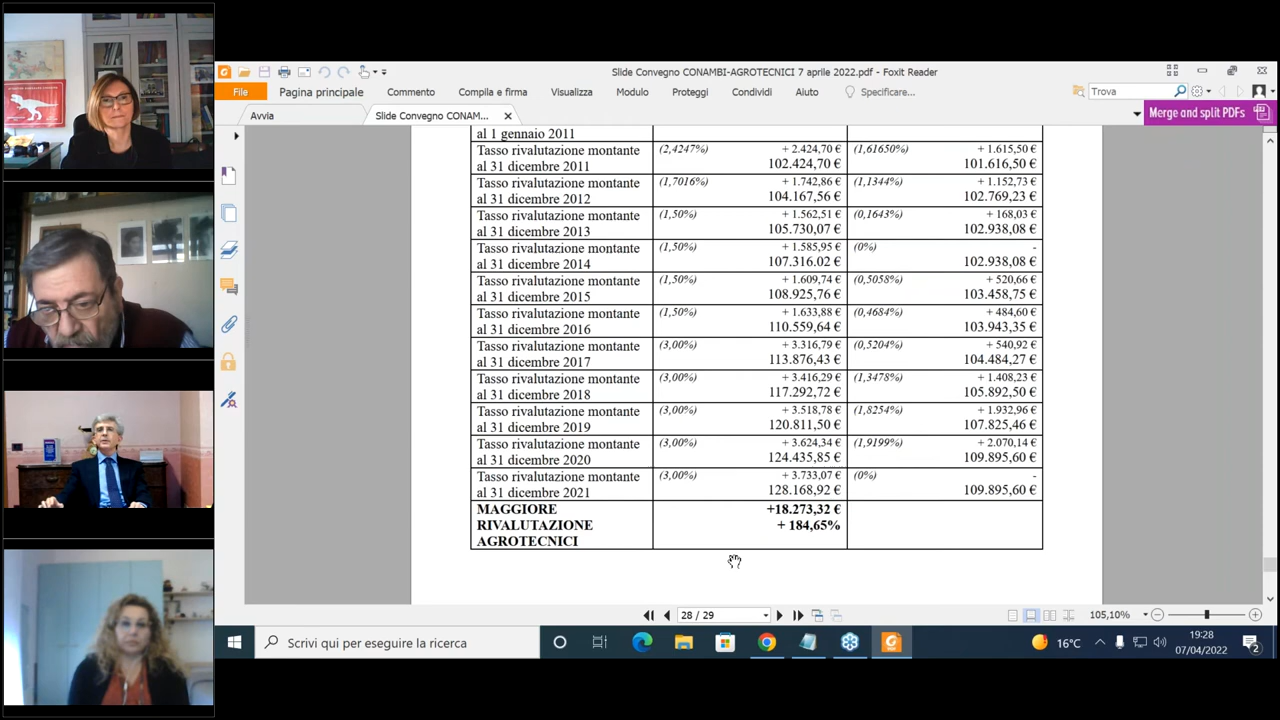 Slide Convegno CONAMBI-AGROTECNICI 7 aprile 2022.pdf - Foxit Reader
File Pagina principale Commento Compila e firma Visualizza Modulo Proteggi Condividi Aiuto Specificare... Trova
Avvia Slide Convegno CONAM... Merge and split PDFs
al 1 gennaio 2011
Tasso rivalutazione montante (2,4247%) + 2.424,70 € (1,61650%) + 1.615,50 €
al 31 dicembre 2011 102.424,70 € 101.616,50 €
Tasso rivalutazione montante (1,7016%) + 1.742,86 € (1,1344%) + 1.152,73 €
al 31 dicembre 2012 104.167,56 € 102.769,23 €
Tasso rivalutazione montante (1,50%) + 1.562,51 € (0,1643%) + 168,03 €
al 31 dicembre 2013 105.730,07 € 102.938,08 €
Tasso rivalutazione montante (1,50%) + 1.585,95 € (0%) -
al 31 dicembre 2014 107.316.02 € 102.938,08 €
Tasso rivalutazione montante (1,50%) + 1.609,74 € (0,5058%) + 520,66 €
al 31 dicembre 2015 108.925,76 € 103.458,75 €
Tasso rivalutazione montante (1,50%) + 1.633,88 € (0,4684%) + 484,60 €
al 31 dicembre 2016 110.559,64 € 103.943,35 €
Tasso rivalutazione montante (3,00%) + 3.316,79 € (0,5204%) + 540,92 €
al 31 dicembre 2017 113.876,43 € 104.484,27 €
Tasso rivalutazione montante (3,00%) + 3.416,29 € (1,3478%) + 1.408,23 €
al 31 dicembre 2018 117.292,72 € 105.892,50 €
Tasso rivalutazione montante (3,00%) + 3.518,78 € (1,8254%) + 1.932,96 €
al 31 dicembre 2019 120.811,50 € 107.825,46 €
Tasso rivalutazione montante (3,00%) + 3.624,34 € (1,9199%) + 2.070,14 €
al 31 dicembre 2020 124.435,85 € 109.895,60 €
Tasso rivalutazione montante (3,00%) + 3.733,07 € (0%) -
al 31 dicembre 2021 128.168,92 € 109.895,60 €
MAGGIORE +18.273,32 €
RIVALUTAZIONE + 184,65%
AGROTECNICI
28 / 29 105,10%
Scrivi qui per eseguire la ricerca 16°C 19:28
07/04/2022 2